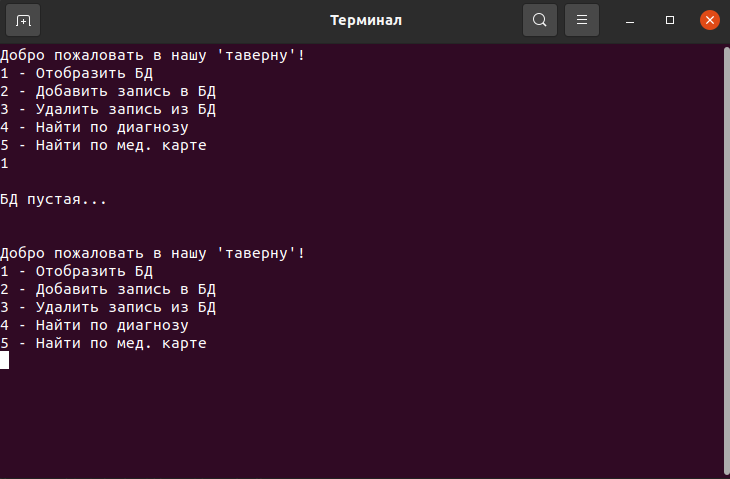 Терминал
Добро пожаловать в нашу 'таверну'!
1 - Отобразить БД
2 - Добавить запись в БД
3 - Удалить запись из БД
4 - Найти по диагнозу
5 - Найти по мед. карте
1
БД пустая...
Добро пожаловать в нашу 'таверну'!
1 - Отобразить БД
2 - Добавить запись в БД
3 - Удалить запись из БД
4 - Найти по диагнозу
5 - Найти по мед. карте